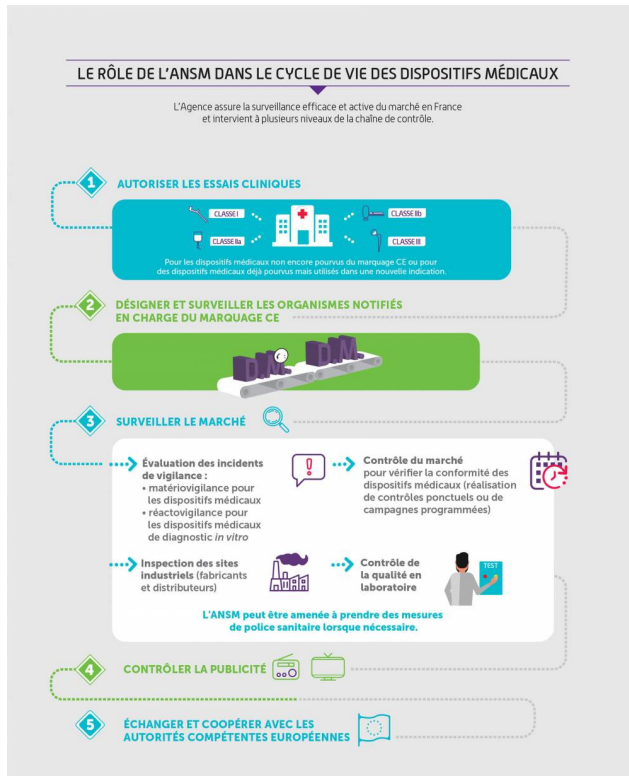 LE RÔLE DE L'ANSM DANS LE CYCLE DE VIE DES DISPOSITIFS MÉDICAUX
L'Agence assure la surveillance efficace et active du marché en France
et intervient à plusieurs niveaux de la chaîne de contrôle.
1
AUTORISER LES ESSAIS CLINIQUES
CLASSE I
CLASSE IIb
CLASSE IIa
CLASSE III
Pour les dispositifs médicaux non encore pourvus du marquage CE ou pour
des dispositifs médicaux déjà pourvus mais utilisés dans une nouvelle indication.
2
DÉSIGNER ET SURVEILLER LES ORGANISMES NOTIFIÉS
EN CHARGE DU MARQUAGE CE
D.M. D.M.
3
SURVEILLER LE MARCHÉ
Évaluation des incidents
de vigilance :
• matériovigilance pour
les dispositifs médicaux
• réactovigilance pour
les dispositifs médicaux
de diagnostic in vitro
Contrôle du marché
pour vérifier la conformité des
dispositifs médicaux (réalisation
de contrôles ponctuels ou de
campagnes programmées)
Inspection des sites
industriels (fabricants
et distributeurs)
Contrôle de
la qualité en
laboratoire
TEST
L'ANSM peut être amenée à prendre des mesures
de police sanitaire lorsque nécessaire.
4
CONTRÔLER LA PUBLICITÉ
5
ÉCHANGER ET COOPÉRER AVEC LES
AUTORITÉS COMPÉTENTES EUROPÉENNES